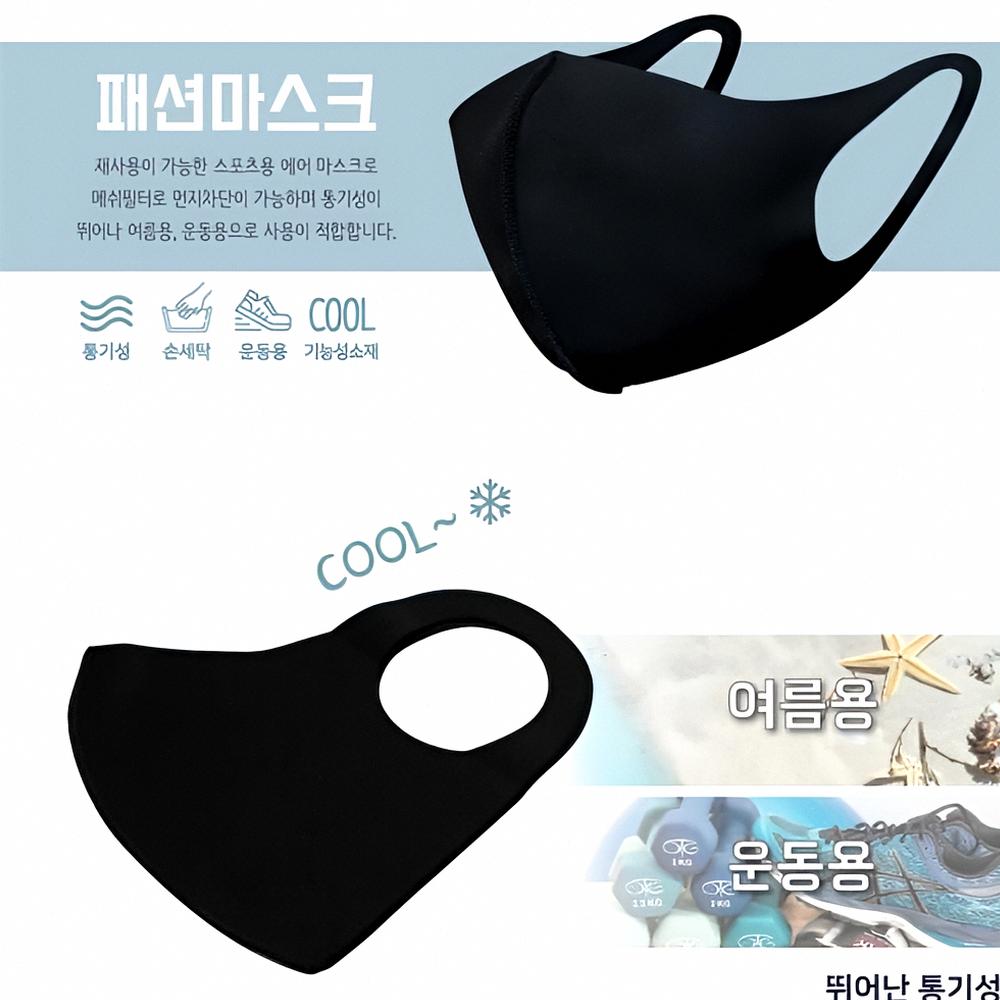 패션마스크
재사용이 가능한 스포츠용 에어 마스크로
메쉬필터로 먼지차단이 가능하며 통기성이
뛰어나 여름용, 운동용으로 사용이 적합합니다.
COOL
통기성 손세탁 운동용 기능성소재
COOL~
여름용
운동용
뛰어난 통기성